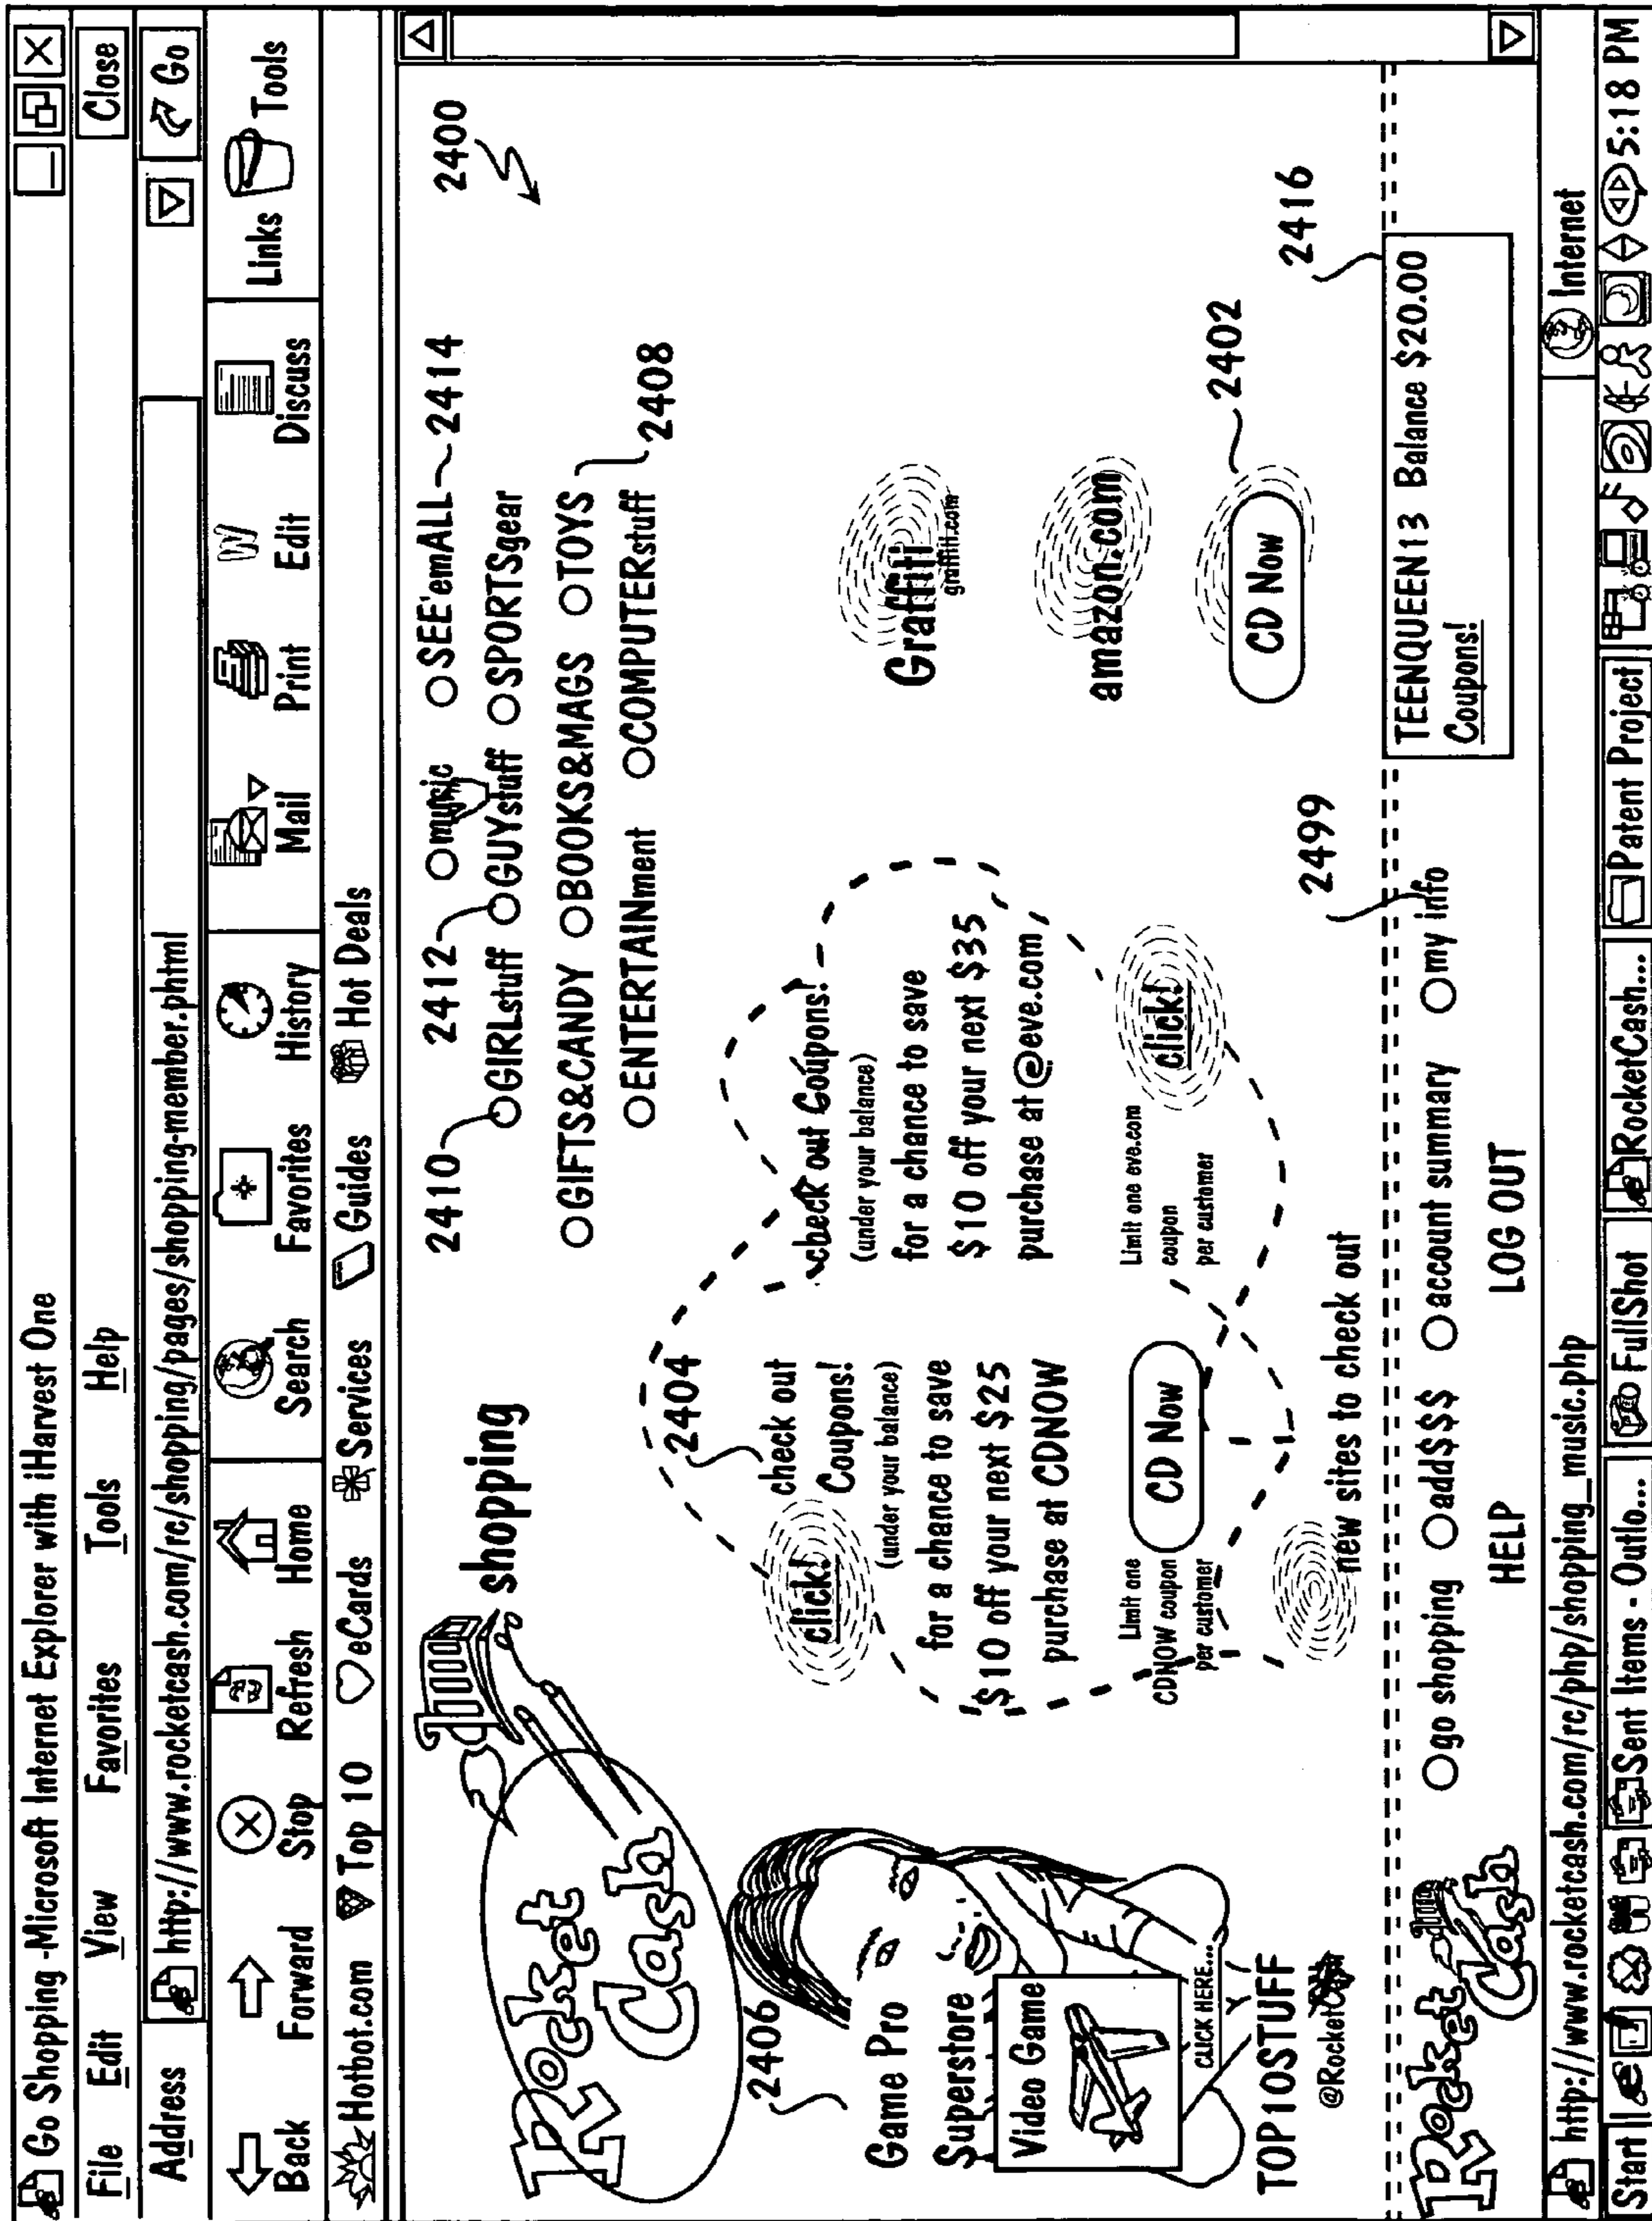 Go Shopping -Microsoft Internet Explorer with iHarvest One
File Edit View Favorites Tools Help Close
Address http://www.rocketcash.com/rc/shopping/pages/shopping-member.phtml Go
Back Forward Stop Refresh Home Search Favorites History Mail Print Edit Discuss Links Tools
Hotbot.com Top 10 eCards Services Guides Hot Deals
Rocket
Cash
shopping
2410 2412 music SEE'emALL 2414 2400
GIRLstuff GUYstuff SPORTSgear
GIFTS&CANDY BOOKS&MAGS TOYS
ENTERTAINment COMPUTERstuff 2408
2406
Game Pro
Superstore
Video Game
CLICK HERE...
TOP10STUFF
@RocketCash
2404
click!
check out
Coupons!
(under your balance)
for a chance to save
$10 off your next $25
purchase at CDNOW
Limit one
CDNOW coupon
per customer
CD Now
new sites to check out
check out Coupons!
(under your balance)
for a chance to save
$10 off your next $35
purchase at @eve.com
Limit one eve.com
coupon
per customer
click!
Graffiti
graffiti.com
amazon.com
CD Now
2402
2499
2416
Rocket
Cash
go shopping add$$$ account summary my info
HELP LOG OUT
TEENQUEEN13 Balance $20.00
Coupons!
http://www.rocketcash.com/rc/php/shopping_music.php Internet
Start Sent Items - Outlo... FullShot RocketCash... Patent Project 5:18 PM